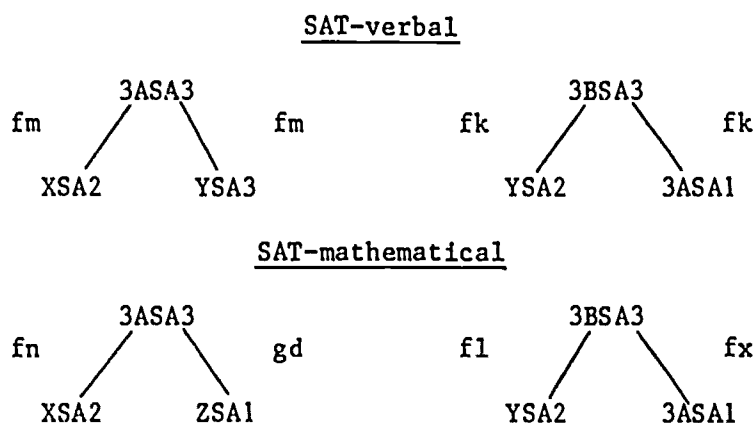 SAT-verbal
3ASA3 3BSA3
fm fm fk fk
XSA2 YSA3 YSA2 3ASA1
SAT-mathematical
3ASA3 3BSA3
fn gd fl fx
XSA2 ZSA1 YSA2 3ASA1